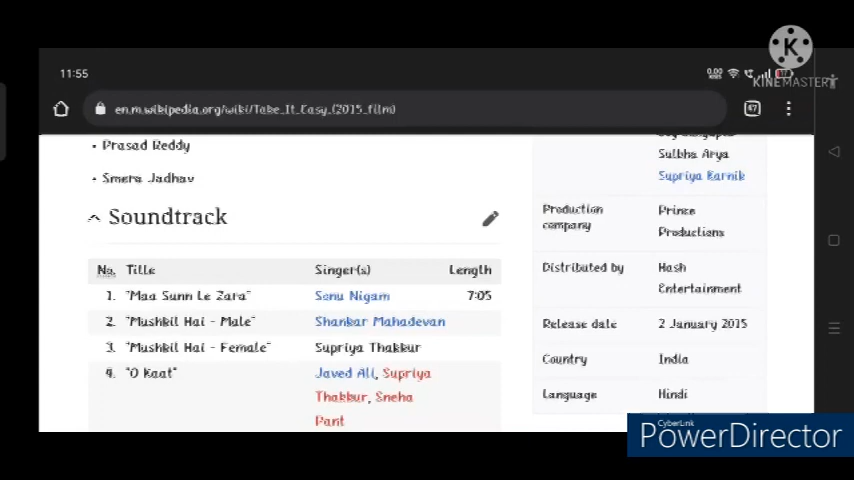 K
KINEMASTER
11:55
en.m.wikipedia.org/wiki/Take_It_Easy_(2015_film)
47
• Prasad Reddy
• Smera Jadhav
Soundtrack
No. Title Singer(s) Length
1. "Maa Sunn Le Zara" Sonu Nigam 7:05
2. "Mushkil Hai - Male" Shankar Mahadevan
3. "Mushkil Hai - Female" Supriya Thakkur
4. "O Kaat" Javed Ali, Supriya
Thakkur, Sneha
Pant
Sulbha Arya
Supriya Karnik
Production
company
Prince
Productions
Distributed by
Hash
Entertainment
Release date 2 January 2015
Country India
Language Hindi
CyberLink
PowerDirector